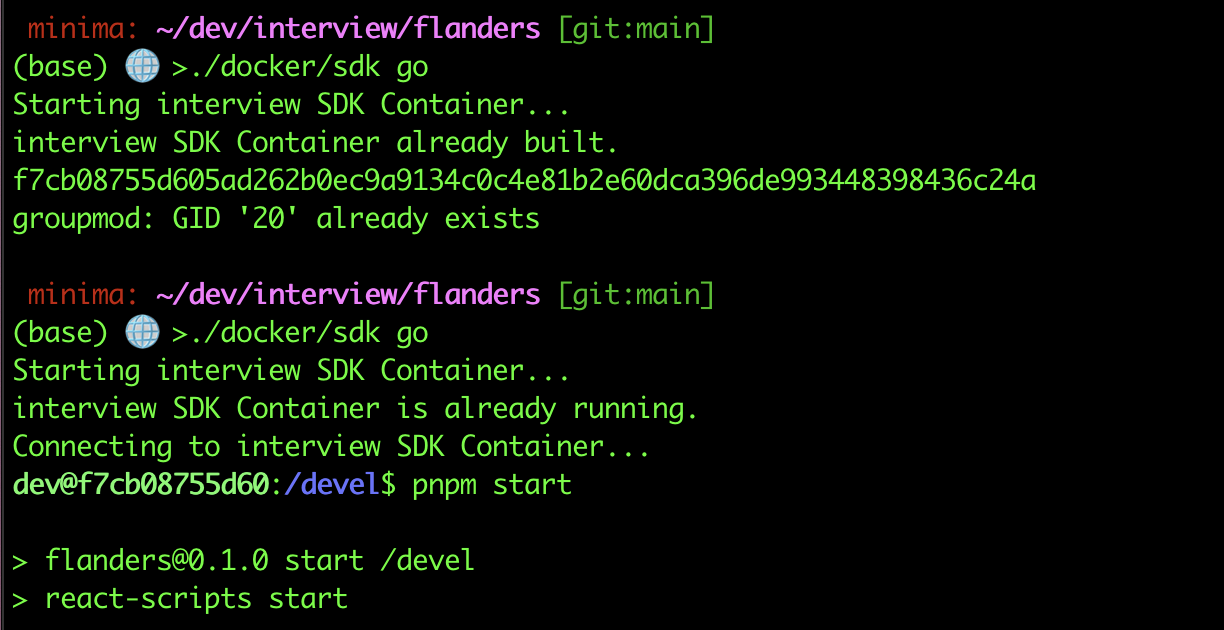 minima: ~/dev/interview/flanders [git:main]
(base) 🌐 >./docker/sdk go
Starting interview SDK Container...
interview SDK Container already built.
f7cb08755d605ad262b0ec9a9134c0c4e81b2e60dca396de993448398436c24a
groupmod: GID '20' already exists
minima: ~/dev/interview/flanders [git:main]
(base) 🌐 >./docker/sdk go
Starting interview SDK Container...
interview SDK Container is already running.
Connecting to interview SDK Container...
dev@f7cb08755d60:/devel$ pnpm start
> flanders@0.1.0 start /devel
> react-scripts start